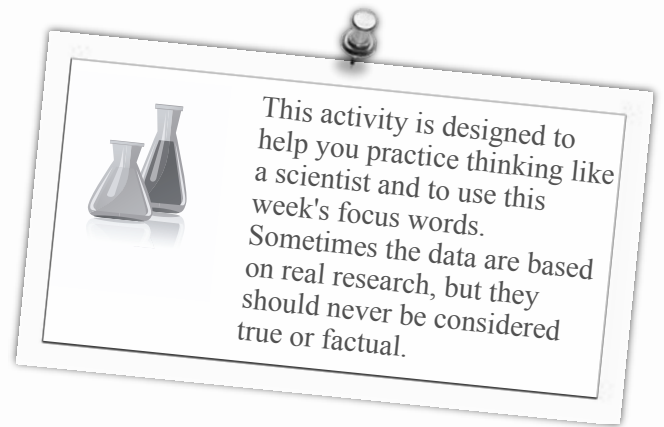 This activity is designed to
help you practice thinking like
a scientist and to use this
week's focus words.
Sometimes the data are based
on real research, but they
should never be considered
true or factual.